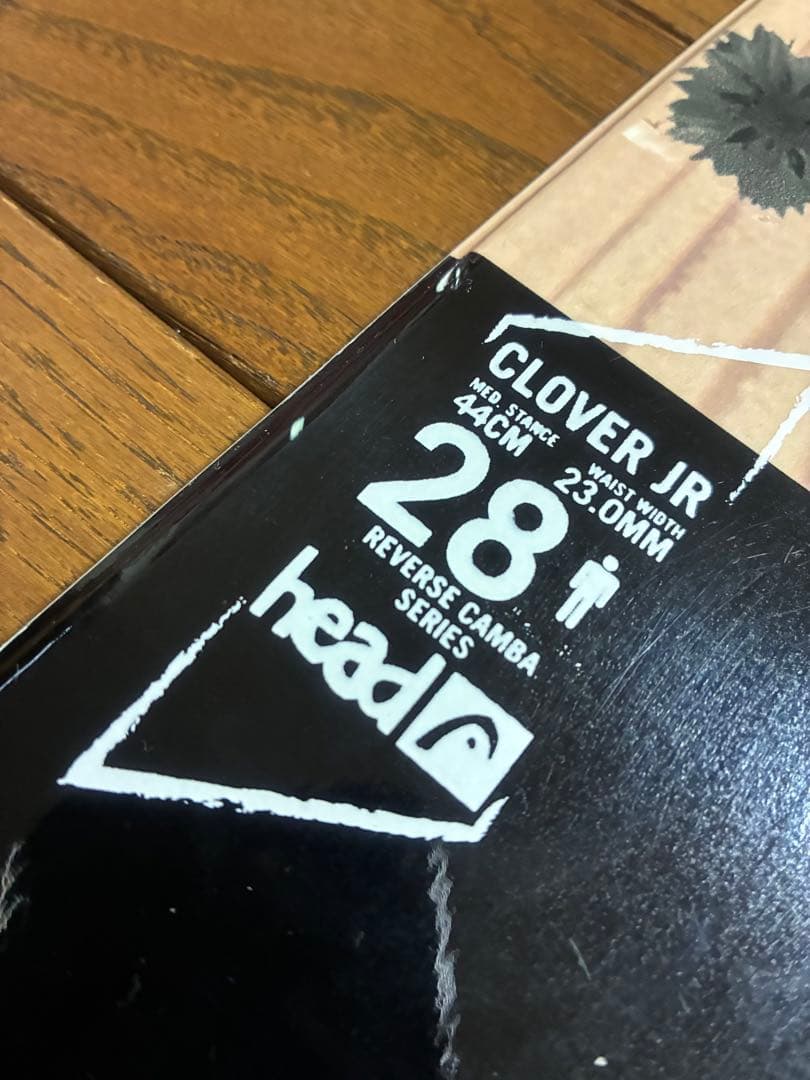 CLOVER JR
MED. STANCE
44CM
WAIST WIDTH
23.0MM
28
REVERSE CAMBA
SERIES
head